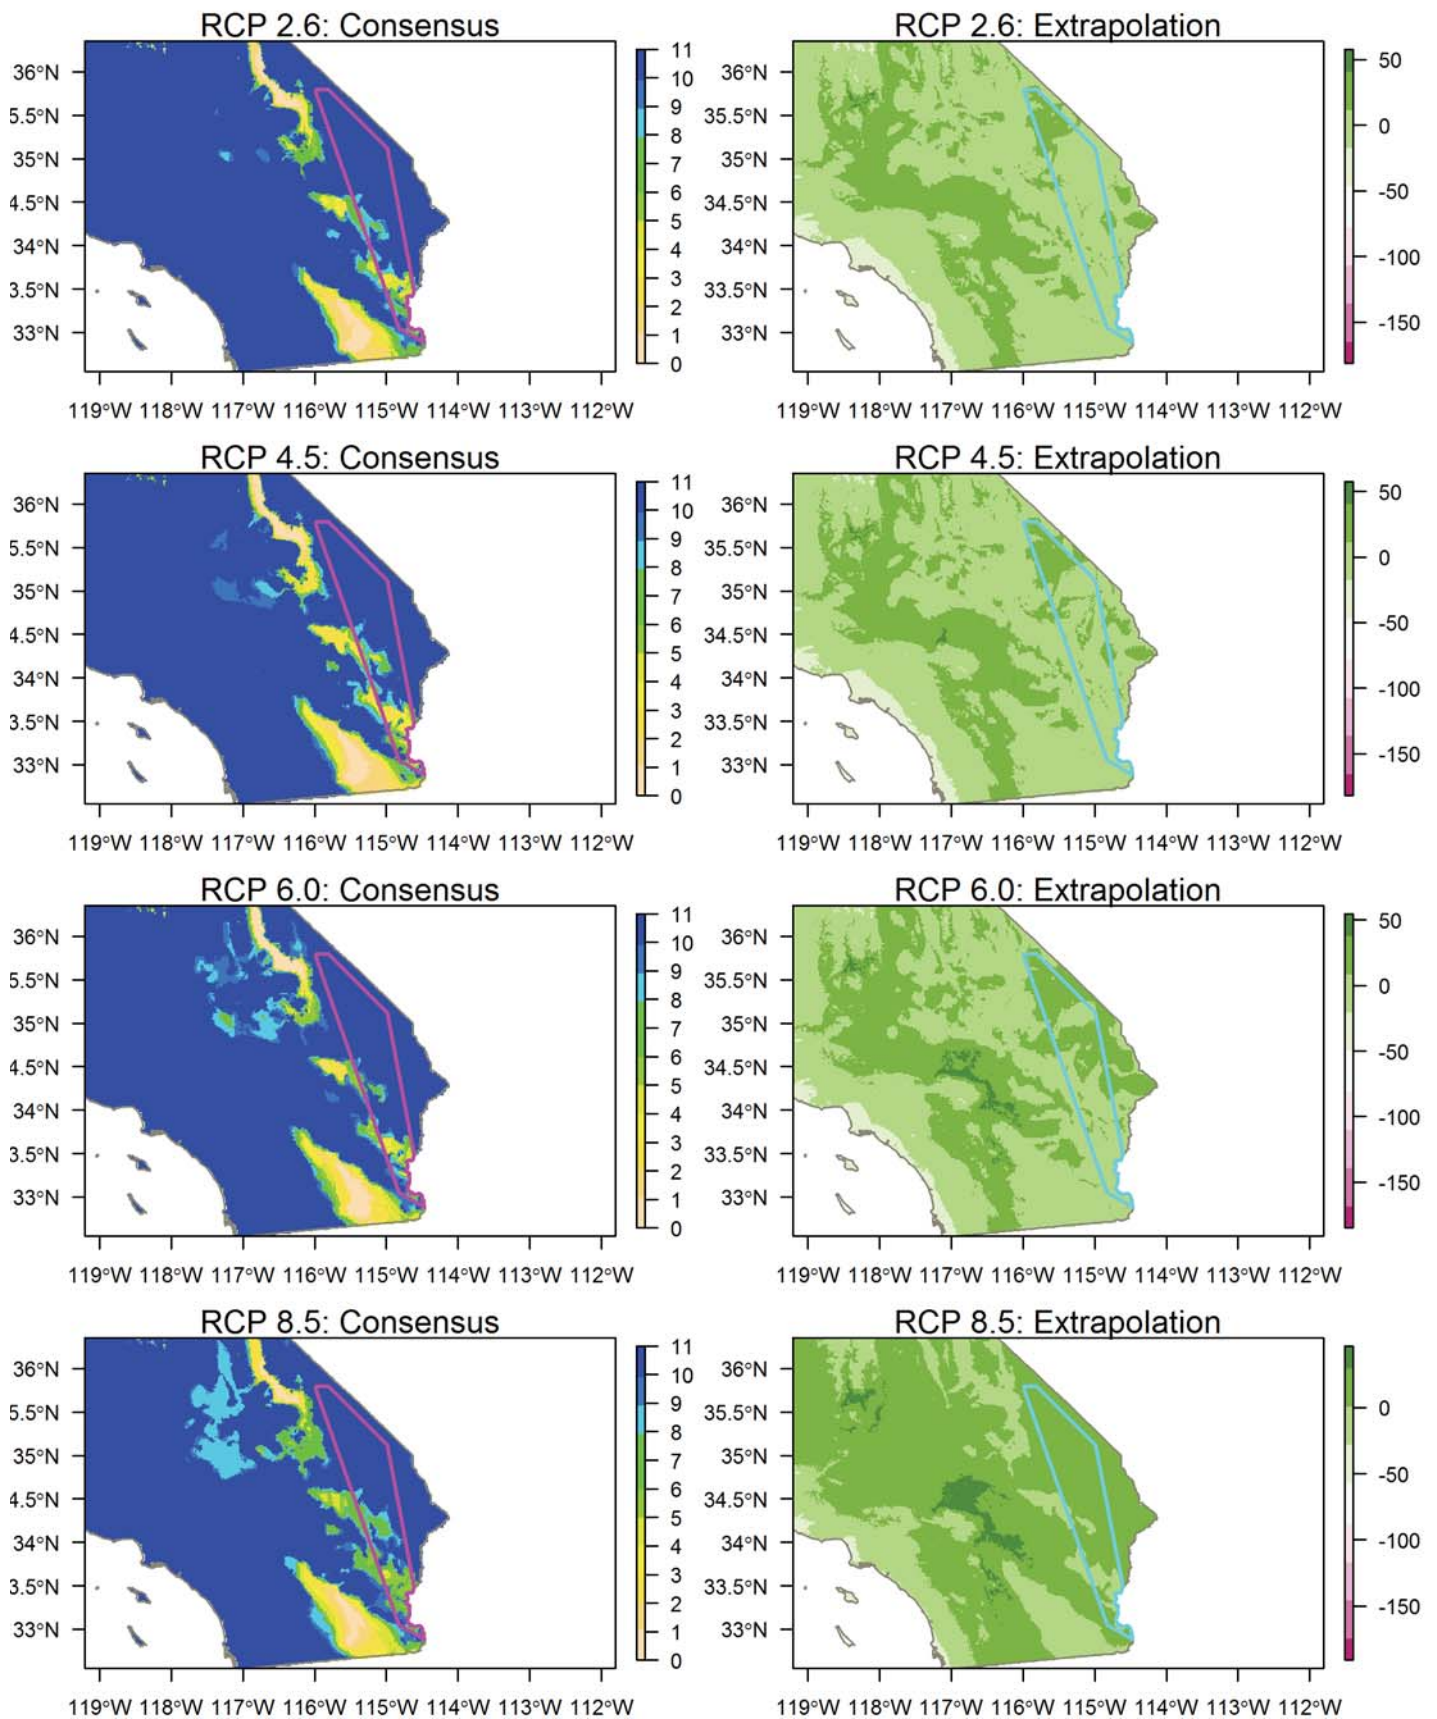 RCP 2.6: Consensus
36°N
5.5°N
35°N
4.5°N
34°N
3.5°N
33°N
119°W 118°W 117°W 116°W 115°W 114°W 113°W 112°W
11
10
9
8
7
6
5
4
3
2
1
0
RCP 2.6: Extrapolation
36°N
35.5°N
35°N
34.5°N
34°N
33.5°N
33°N
119°W 118°W 117°W 116°W 115°W 114°W 113°W 112°W
50
0
-50
-100
-150
RCP 4.5: Consensus
36°N
5.5°N
35°N
4.5°N
34°N
3.5°N
33°N
119°W 118°W 117°W 116°W 115°W 114°W 113°W 112°W
11
10
9
8
7
6
5
4
3
2
1
0
RCP 4.5: Extrapolation
36°N
35.5°N
35°N
34.5°N
34°N
33.5°N
33°N
119°W 118°W 117°W 116°W 115°W 114°W 113°W 112°W
50
0
-50
-100
-150
RCP 6.0: Consensus
36°N
5.5°N
35°N
4.5°N
34°N
3.5°N
33°N
119°W 118°W 117°W 116°W 115°W 114°W 113°W 112°W
11
10
9
8
7
6
5
4
3
2
1
0
RCP 6.0: Extrapolation
36°N
35.5°N
35°N
34.5°N
34°N
33.5°N
33°N
119°W 118°W 117°W 116°W 115°W 114°W 113°W 112°W
50
0
-50
-100
-150
RCP 8.5: Consensus
36°N
5.5°N
35°N
4.5°N
34°N
3.5°N
33°N
119°W 118°W 117°W 116°W 115°W 114°W 113°W 112°W
11
10
9
8
7
6
5
4
3
2
1
0
RCP 8.5: Extrapolation
36°N
35.5°N
35°N
34.5°N
34°N
33.5°N
33°N
119°W 118°W 117°W 116°W 115°W 114°W 113°W 112°W
0
-50
-100
-150